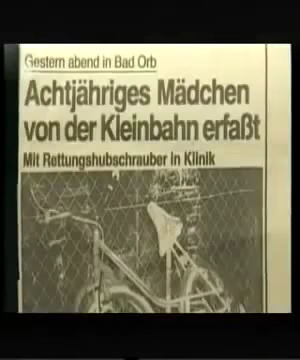 Gestern abend in Bad Orb
Achtjähriges Mädchen
von der Kleinbahn erfaßt
Mit Rettungshubschrauber in Klinik